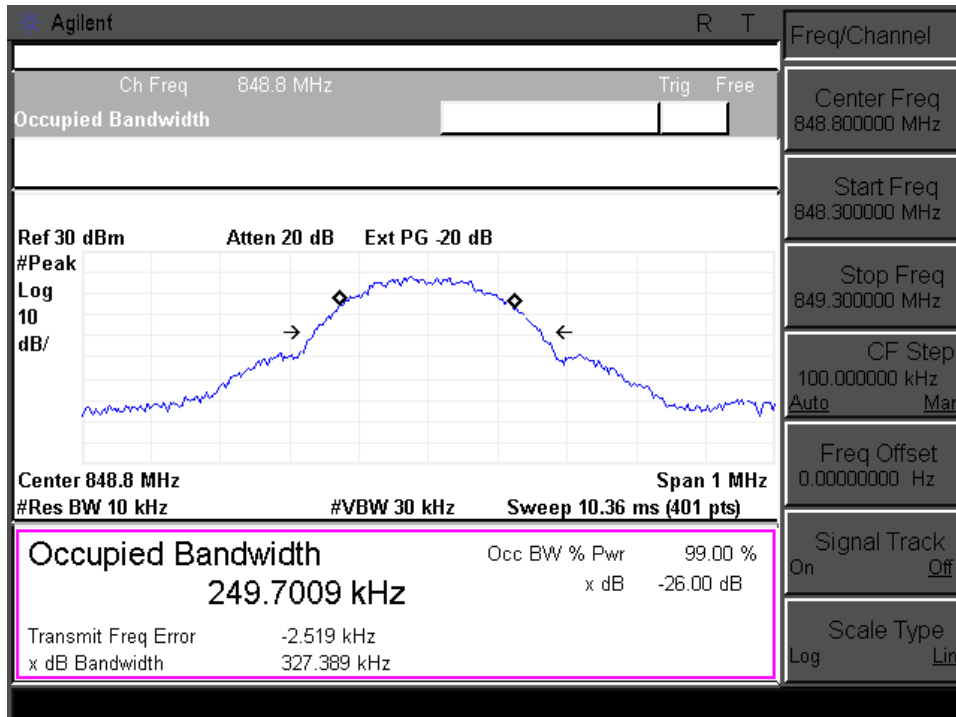 Agilent R T
Ch Freq 848.8 MHz Trig Free
Occupied Bandwidth
Ref 30 dBm Atten 20 dB Ext PG -20 dB
#Peak
Log
10
dB/
Center 848.8 MHz Span 1 MHz
#Res BW 10 kHz #VBW 30 kHz Sweep 10.36 ms (401 pts)
Occupied Bandwidth Occ BW % Pwr 99.00 %
249.7009 kHz x dB -26.00 dB
Transmit Freq Error -2.519 kHz
x dB Bandwidth 327.389 kHz
Freq/Channel
Center Freq
848.800000 MHz
Start Freq
848.300000 MHz
Stop Freq
849.300000 MHz
CF Step
100.000000 kHz
Auto Man
Freq Offset
0.00000000 Hz
Signal Track
On Off
Scale Type
Log Lin